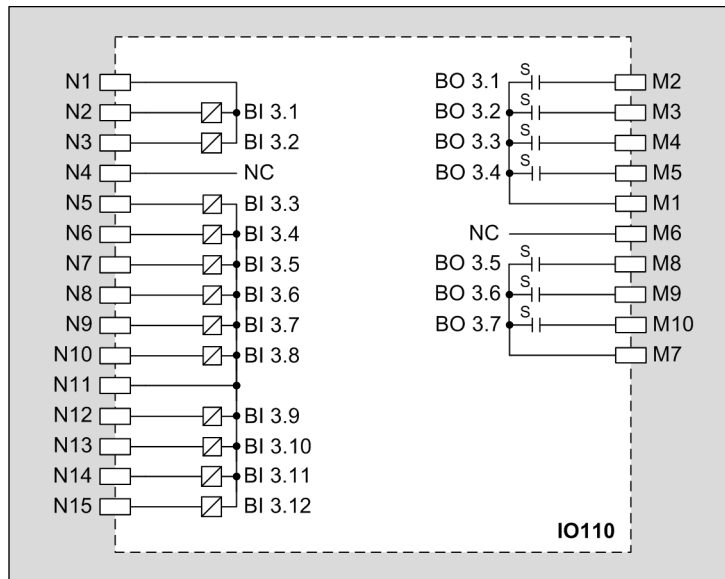 N1 BO 3.1 S M2
N2 BI 3.1 BO 3.2 S M3
N3 BI 3.2 BO 3.3 S M4
N4 NC BO 3.4 S M5
N5 BI 3.3 M1
N6 BI 3.4 NC M6
N7 BI 3.5 BO 3.5 S M8
N8 BI 3.6 BO 3.6 S M9
N9 BI 3.7 BO 3.7 S M10
N10 BI 3.8 M7
N11
N12 BI 3.9
N13 BI 3.10
N14 BI 3.11
N15 BI 3.12
IO110